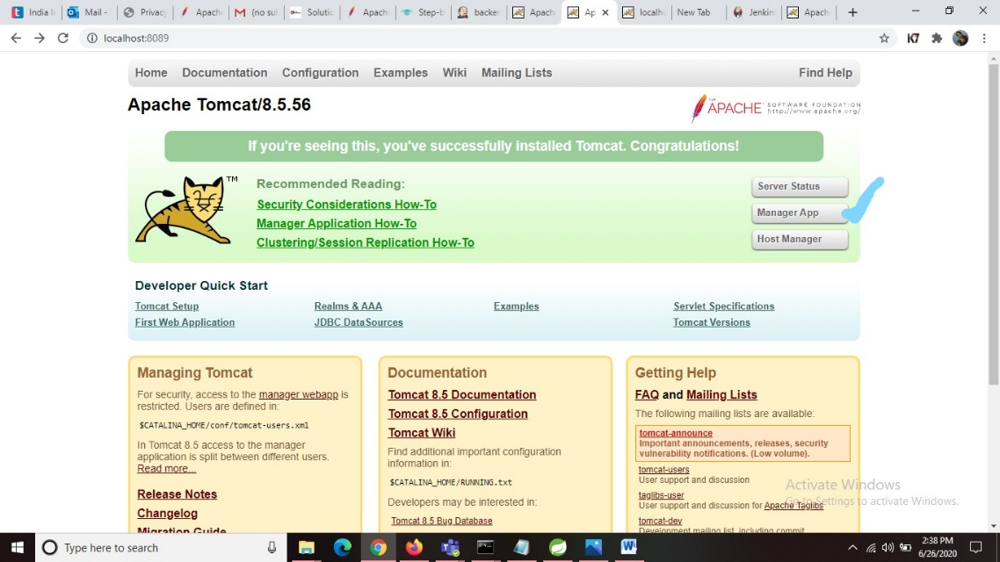 India I
Mail -
Privacy
Apach
(no su
Solutio
Apach
Step-b
backer
Apach
Ap
localh
New Tab
Jenkin
Apach
localhost:8089
Home Documentation Configuration Examples Wiki Mailing Lists Find Help
Apache Tomcat/8.5.56
THE APACHE SOFTWARE FOUNDATION
http://www.apache.org/
If you're seeing this, you've successfully installed Tomcat. Congratulations!
TM
Recommended Reading:
Security Considerations How-To
Manager Application How-To
Clustering/Session Replication How-To
Server Status
Manager App
Host Manager
Developer Quick Start
Tomcat Setup
First Web Application
Realms & AAA
JDBC DataSources
Examples
Servlet Specifications
Tomcat Versions
Managing Tomcat
For security, access to the manager webapp is
restricted. Users are defined in:
$CATALINA_HOME/conf/tomcat-users.xml
In Tomcat 8.5 access to the manager
application is split between different users.
Read more...
Release Notes
Changelog
Migration Guide
Documentation
Tomcat 8.5 Documentation
Tomcat 8.5 Configuration
Tomcat Wiki
Find additional important configuration
information in:
$CATALINA_HOME/RUNNING.txt
Developers may be interested in:
Tomcat 8.5 Bug Database
Getting Help
FAQ and Mailing Lists
The following mailing lists are available:
tomcat-announce
Important announcements, releases, security
vulnerability notifications. (Low volume).
tomcat-users
User support and discussion
taglibs-user
User support and discussion for Apache Taglibs
tomcat-dev
Development mailing list, including commit
Activate Windows
Go to Settings to activate Windows.
Type here to search
2:38 PM
6/26/2020